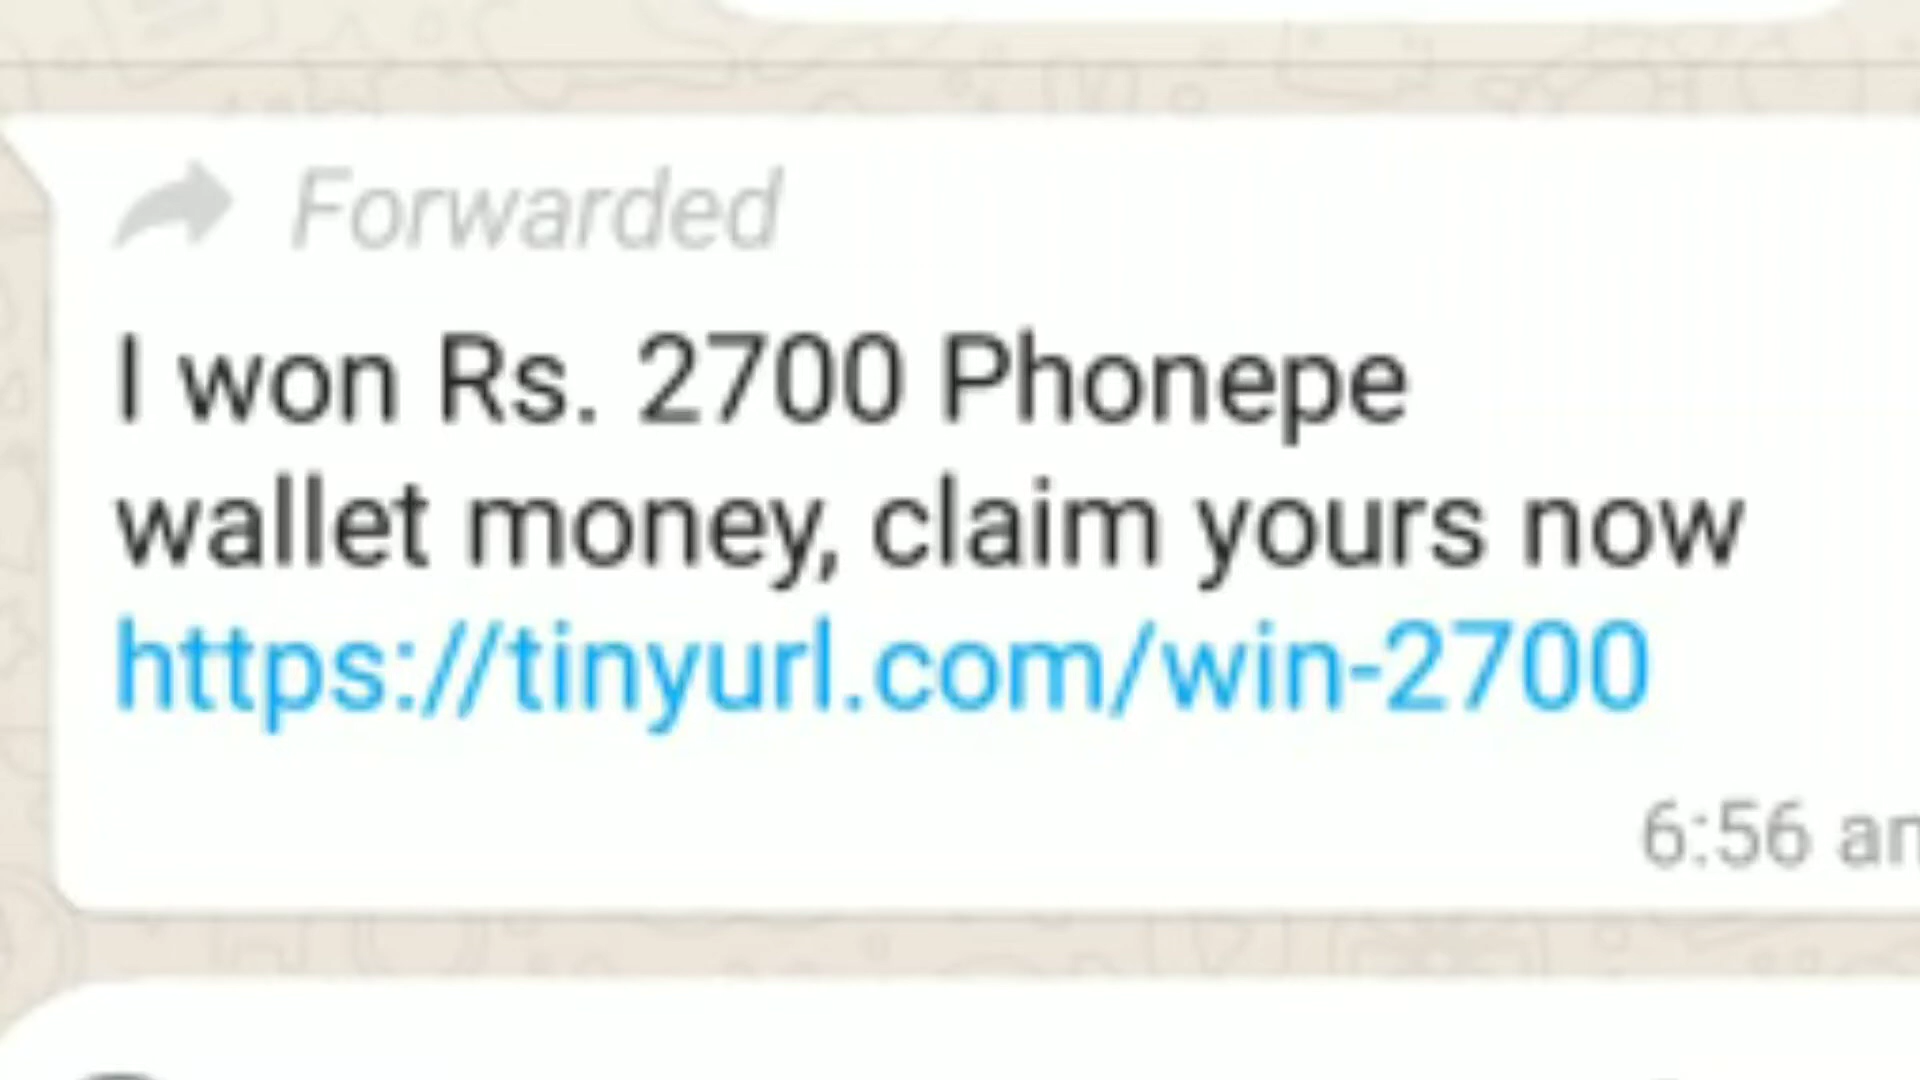 Forwarded
I won Rs. 2700 Phonepe
wallet money, claim yours now
https://tinyurl.com/win-2700
6:56